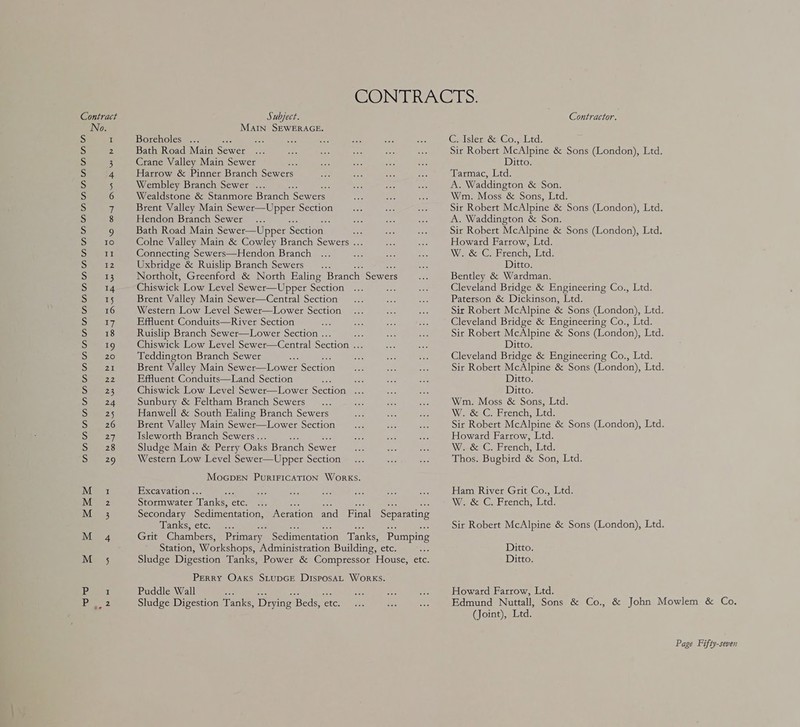 CONTRACTS.
Contract No. Subject. Contractor.
MAIN SEWERAGE.
S 1 Boreholes ... C. Isler & Co., Ltd.
S 2 Bath Road Main Sewer ... Sir Robert McAlpine & Sons (London), Ltd.
S 3 Crane Valley Main Sewer ... Ditto.
S 4 Harrow & Pinner Branch Sewers ... Tarmac, Ltd.
S 5 Wembley Branch Sewer ... A. Waddington & Son.
S 6 Wealdstone & Stanmore Branch Sewers ... Wm. Moss & Sons, Ltd.
S 7 Brent Valley Main Sewer—Upper Section ... Sir Robert McAlpine & Sons (London), Ltd.
S 8 Hendon Branch Sewer ... A. Waddington & Son.
S 9 Bath Road Main Sewer—Upper Section ... Sir Robert McAlpine & Sons (London), Ltd.
S 10 Colne Valley Main & Cowley Branch Sewers ... Howard Farrow, Ltd.
S 11 Connecting Sewers—Hendon Branch ... W. & C. French, Ltd.
S 12 Uxbridge & Ruislip Branch Sewers ... Ditto.
S 13 Northolt, Greenford & North Ealing Branch Sewers ... Bentley & Wardman.
S 14 Chiswick Low Level Sewer—Upper Section ... Cleveland Bridge & Engineering Co., Ltd.
S 15 Brent Valley Main Sewer—Central Section ... Paterson & Dickinson, Ltd.
S 16 Western Low Level Sewer—Lower Section ... Sir Robert McAlpine & Sons (London), Ltd.
S 17 Effluent Conduits—River Section ... Cleveland Bridge & Engineering Co., Ltd.
S 18 Ruislip Branch Sewer—Lower Section ... Sir Robert McAlpine & Sons (London), Ltd.
S 19 Chiswick Low Level Sewer—Central Section ... Ditto.
S 20 Teddington Branch Sewer ... Cleveland Bridge & Engineering Co., Ltd.
S 21 Brent Valley Main Sewer—Lower Section ... Sir Robert McAlpine & Sons (London), Ltd.
S 22 Effluent Conduits—Land Section ... Ditto.
S 23 Chiswick Low Level Sewer—Lower Section ... Ditto.
S 24 Sunbury & Feltham Branch Sewers ... Wm. Moss & Sons, Ltd.
S 25 Hanwell & South Ealing Branch Sewers ... W. & C. French, Ltd.
S 26 Brent Valley Main Sewer—Lower Section ... Sir Robert McAlpine & Sons (London), Ltd.
S 27 Isleworth Branch Sewers ... Howard Farrow, Ltd.
S 28 Sludge Main & Perry Oaks Branch Sewer ... W. & C. French, Ltd.
S 29 Western Low Level Sewer—Upper Section ... Thos. Bugbird & Son, Ltd.
MOGDEN PURIFICATION WORKS.
M 1 Excavation ... Ham River Grit Co., Ltd.
M 2 Stormwater Tanks, etc. ... W. & C. French, Ltd.
M 3 Secondary Sedimentation, Aeration and Final Separating
Tanks, etc. ... Sir Robert McAlpine & Sons (London), Ltd.
M 4 Grit Chambers, Primary Sedimentation Tanks, Pumping
Station, Workshops, Administration Building, etc. ... Ditto.
M 5 Sludge Digestion Tanks, Power & Compressor House, etc. Ditto.
PERRY OAKS SLUDGE DISPOSAL WORKS.
P 1 Puddle Wall ... Howard Farrow, Ltd.
P 2 Sludge Digestion Tanks, Drying Beds, etc. ... Edmund Nuttall, Sons & Co., & John Mowlem & Co.
(Joint), Ltd.
Page Fifty-seven